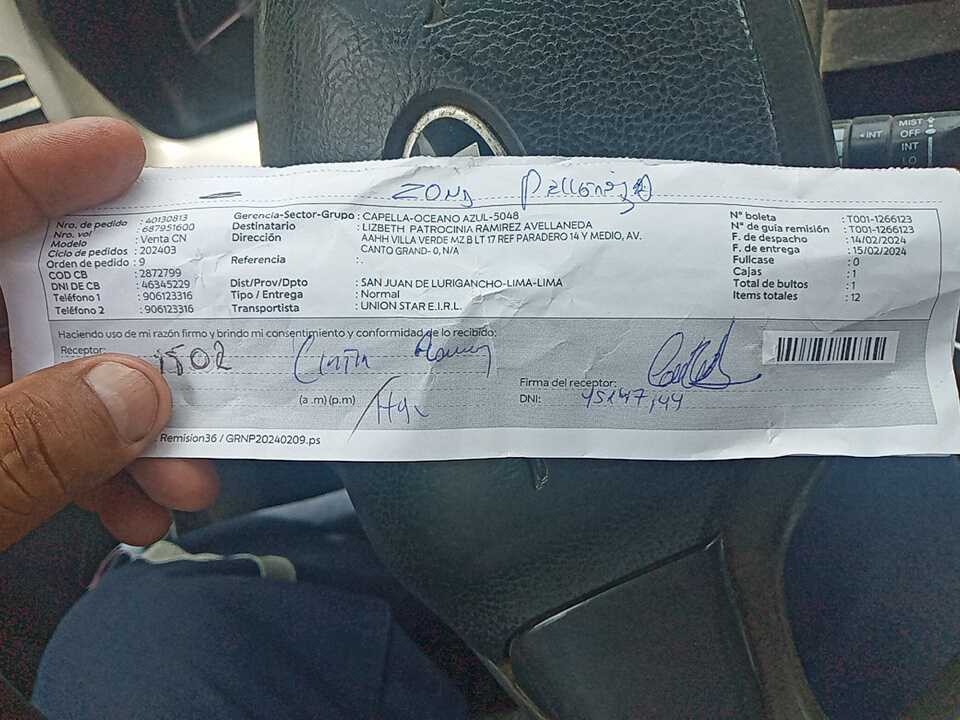 ZONA Peligrosa
Nro. de pedido : 40130813
Nro. vol : 687951600
Modelo : Venta CN
Ciclo de pedidos : 202403
Orden de pedido : 9
COD CB : 2872799
DNI DE CB : 46345229
Teléfono 1 : 906123316
Teléfono 2 : 906123316
Gerencia-Sector-Grupo : CAPELLA-OCEANO AZUL-5048
Destinatario : LIZBETH PATROCINIA RAMIREZ AVELLANEDA
Dirección : AAHH VILLA VERDE MZ B LT 17 REF PARADERO 14 Y MEDIO, AV.
CANTO GRAND- 0, N/A
Referencia : .
Dist/Prov/Dpto : SAN JUAN DE LURIGANCHO-LIMA-LIMA
Tipo / Entrega : Normal
Transportista : UNION STAR E.I.R.L.
N° boleta : T001-1266123
N° de guía remisión : T001-1266123
F. de despacho : 14/02/2024
F. de entrega : 15/02/2024
Fullcase : 0
Cajas : 1
Total de bultos : 1
Items totales : 12
Haciendo uso de mi razón firmo y brindo mi consentimiento y conformidad de lo recibido:
Receptor:
1502
(a .m) (p.m)
Firma del receptor:
DNI:
. Remision36 / GRNP20240209.ps
MIST
OFF
INT
LO
INT